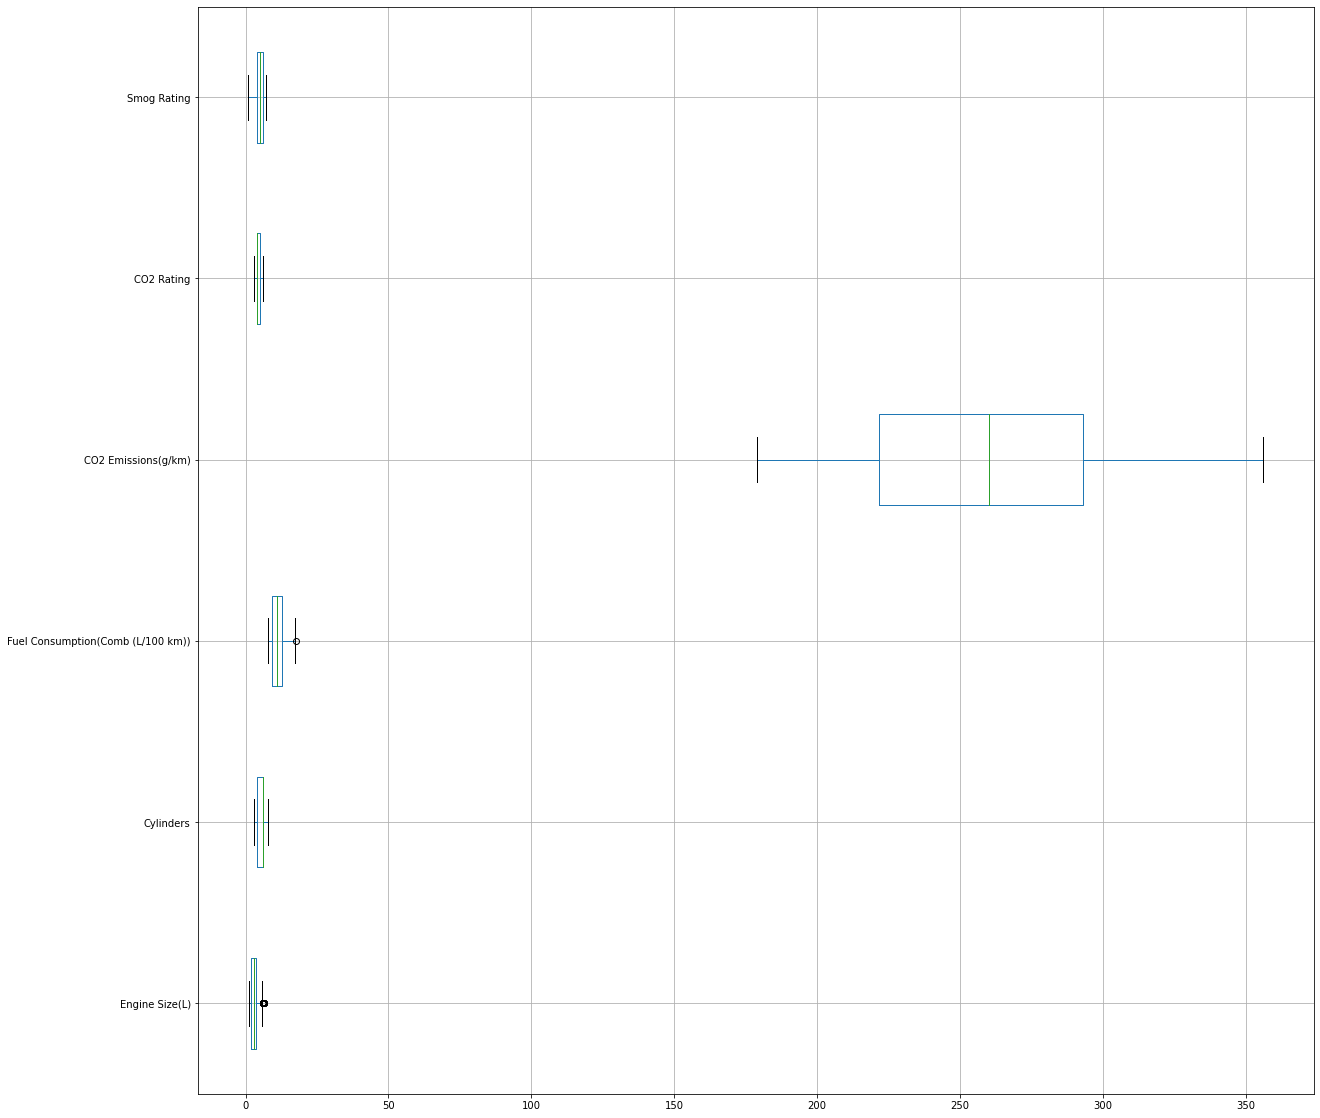 Smog Rating
CO2 Rating
CO2 Emissions(g/km)
Fuel Consumption(Comb (L/100 km))
Cylinders
Engine Size(L)
0 50 100 150 200 250 300 350